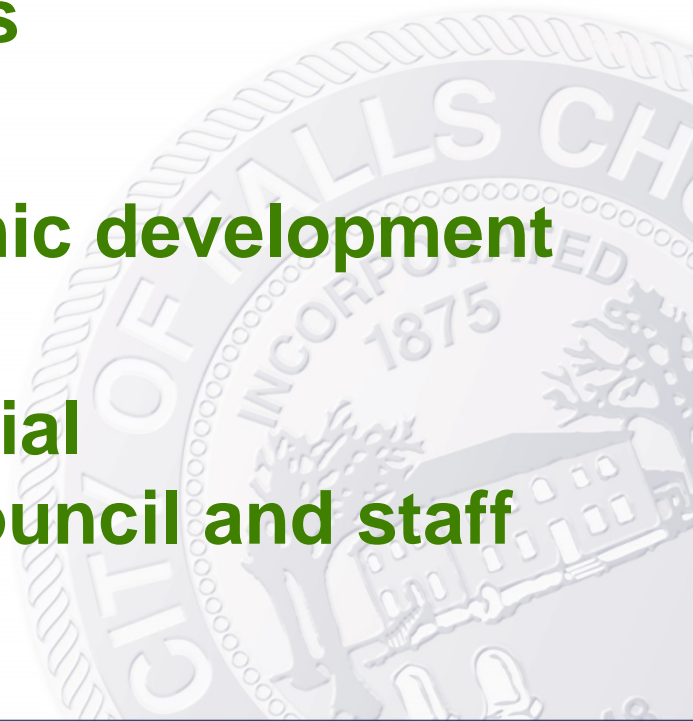 s
nic development
ial
ouncil and staff
CITY OF FALLS CH
INCORPORATED
1875